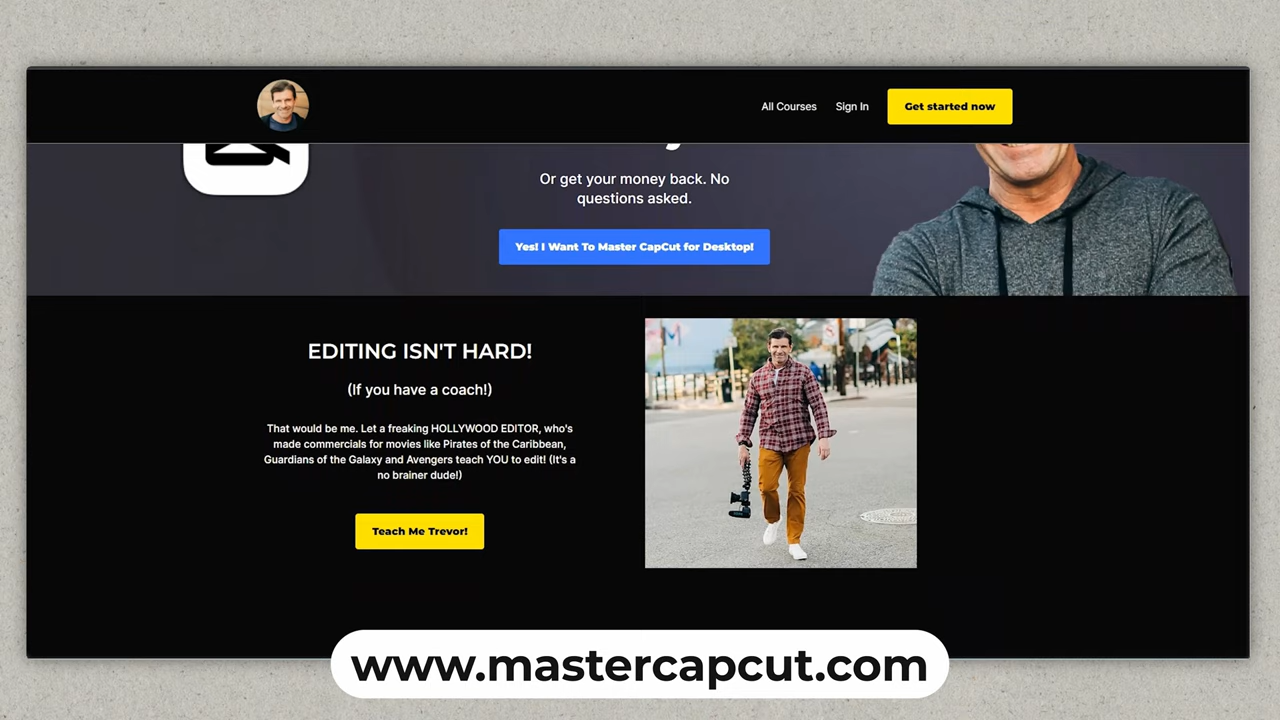 All Courses
Sign In
Get started now
Or get your money back. No
questions asked.
Yes! I Want To Master CapCut for Desktop!
EDITING ISN'T HARD!
(If you have a coach!)
That would be me. Let a freaking HOLLYWOOD EDITOR, who's
made commercials for movies like Pirates of the Caribbean,
Guardians of the Galaxy and Avengers teach YOU to edit! (It's a
no brainer dude!)
Teach Me Trevor!
www.mastercapcut.com